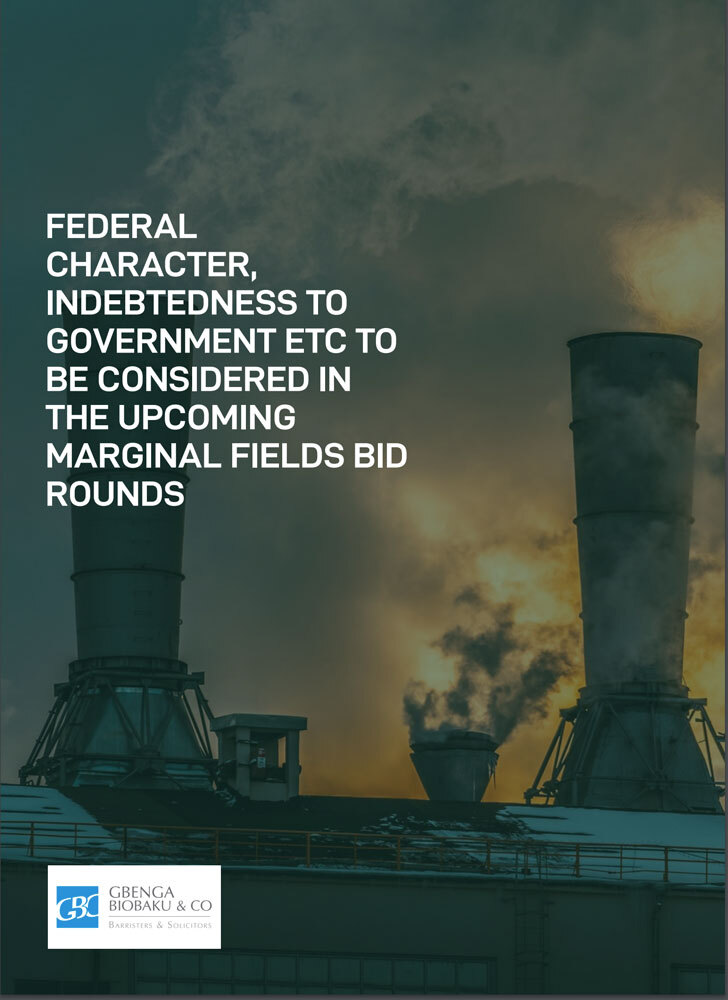 FEDERAL
CHARACTER,
INDEBTEDNESS TO
GOVERNMENT ETC TO
BE CONSIDERED IN
THE UPCOMING
MARGINAL FIELDS BID
ROUNDS
GBC
GBENGA
BIOBAKU & CO
BARRISTERS & SOLICITORS